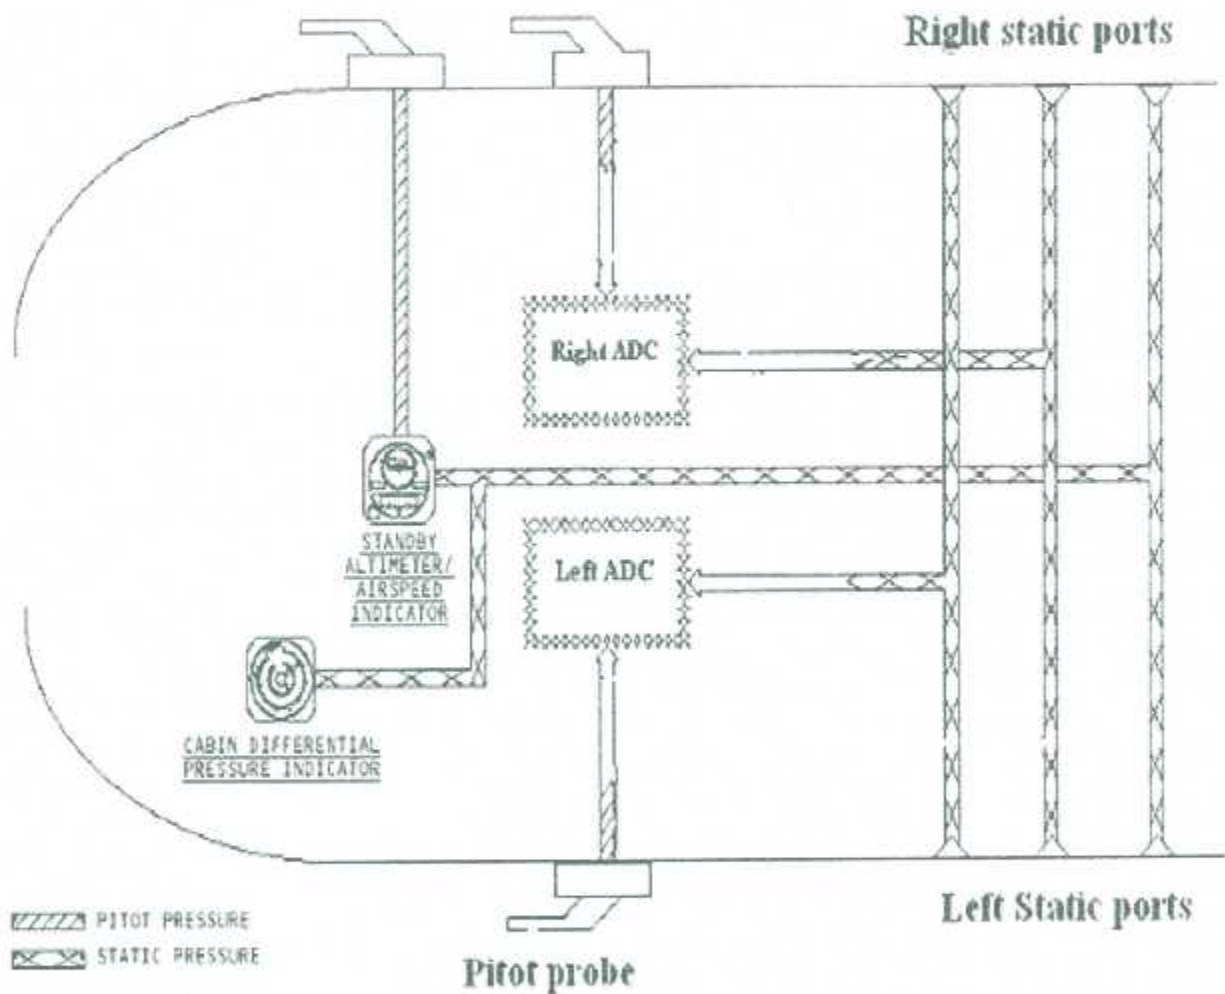 Right static ports
Right ADC
STANDBY
ALTIMETER/
AIRSPEED
INDICATOR
Left ADC
CABIN DIFFERENTIAL
PRESSURE INDICATOR
PITOT PRESSURE
STATIC PRESSURE
Left Static ports
Pitot probe